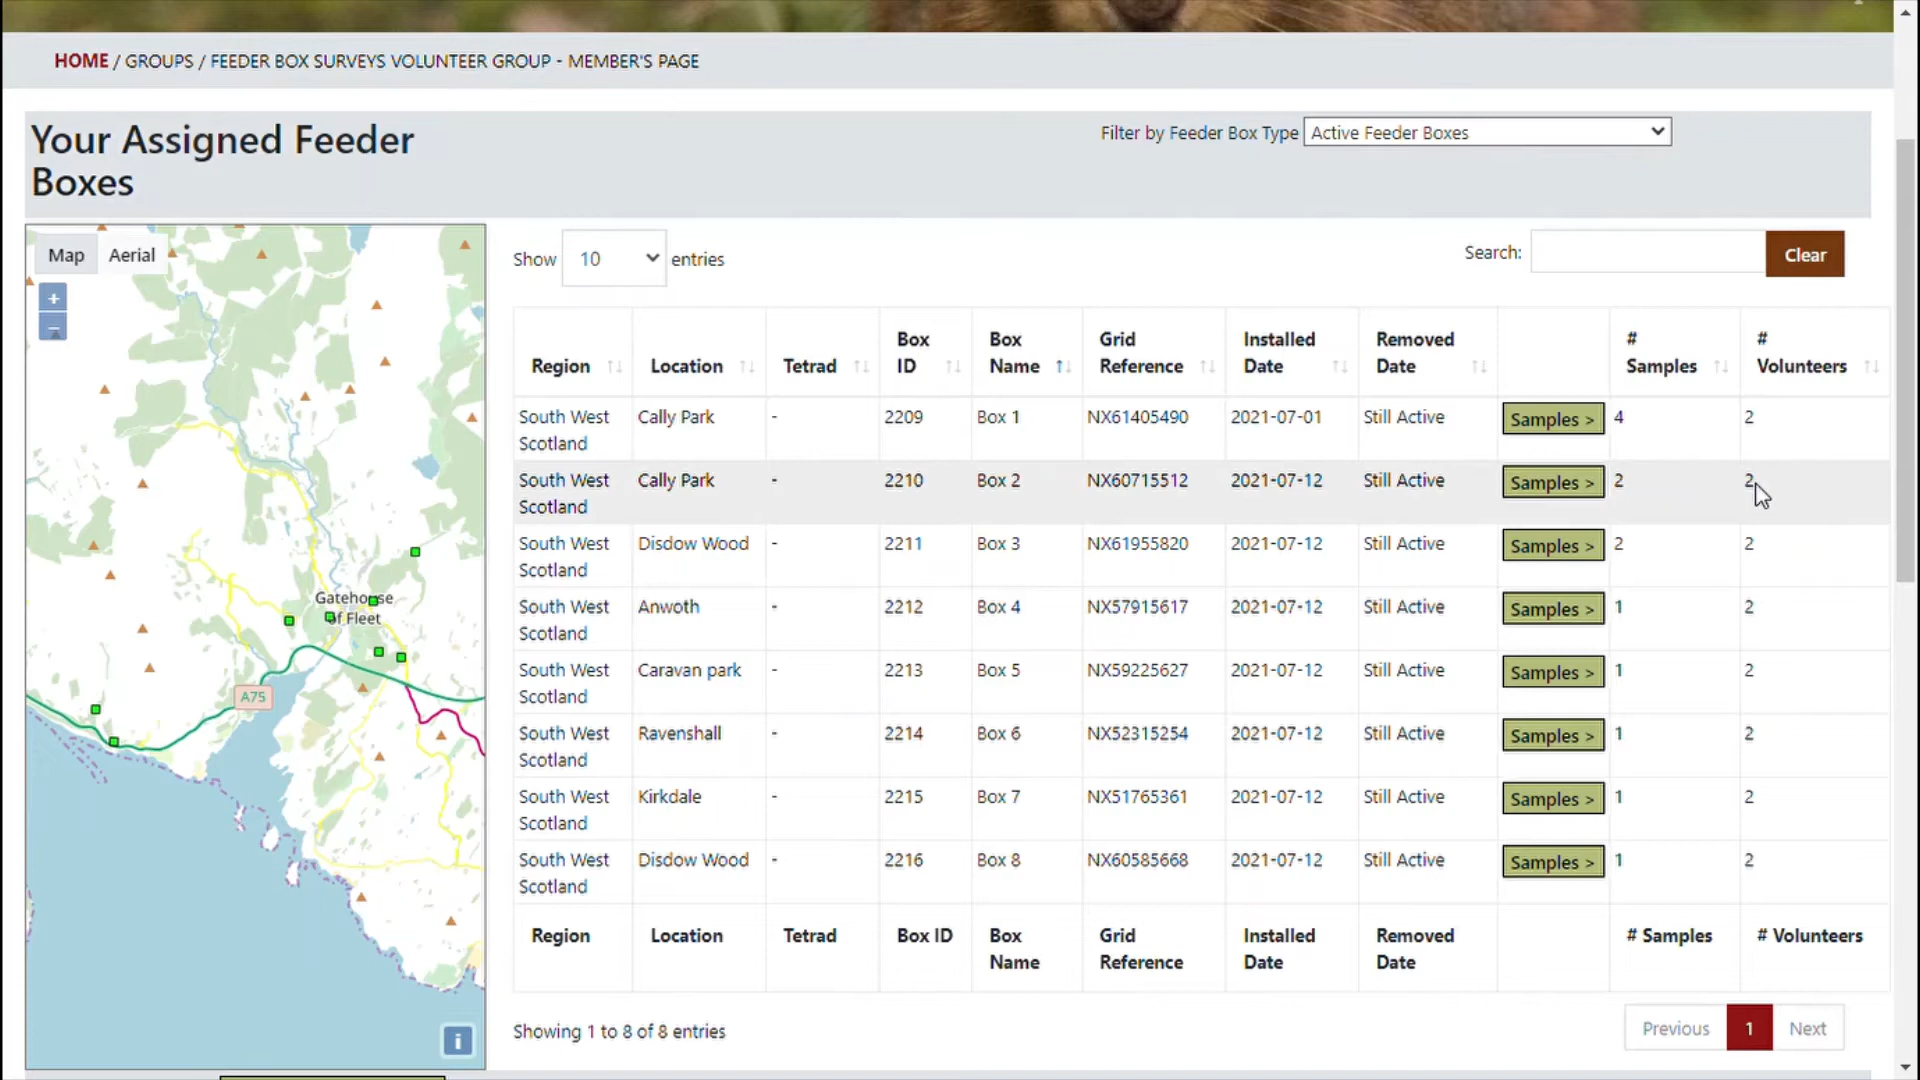 HOME / GROUPS / FEEDER BOX SURVEYS VOLUNTEER GROUP - MEMBER'S PAGE
Your Assigned Feeder
Boxes
Filter by Feeder Box Type Active Feeder Boxes
Map Aerial
+
−
Gatehouse
of Fleet
A75
i
Show 10 entries
Search: Clear
Region Location Tetrad Box ID Box Name Grid Reference Installed Date Removed Date # Samples # Volunteers
South West Scotland Cally Park - 2209 Box 1 NX61405490 2021-07-01 Still Active Samples > 4 2
South West Scotland Cally Park - 2210 Box 2 NX60715512 2021-07-12 Still Active Samples > 2 2
South West Scotland Disdow Wood - 2211 Box 3 NX61955820 2021-07-12 Still Active Samples > 2 2
South West Scotland Anwoth - 2212 Box 4 NX57915617 2021-07-12 Still Active Samples > 1 2
South West Scotland Caravan park - 2213 Box 5 NX59225627 2021-07-12 Still Active Samples > 1 2
South West Scotland Ravenshall - 2214 Box 6 NX52315254 2021-07-12 Still Active Samples > 1 2
South West Scotland Kirkdale - 2215 Box 7 NX51765361 2021-07-12 Still Active Samples > 1 2
South West Scotland Disdow Wood - 2216 Box 8 NX60585668 2021-07-12 Still Active Samples > 1 2
Region Location Tetrad Box ID Box Name Grid Reference Installed Date Removed Date # Samples # Volunteers
Showing 1 to 8 of 8 entries
Previous 1 Next